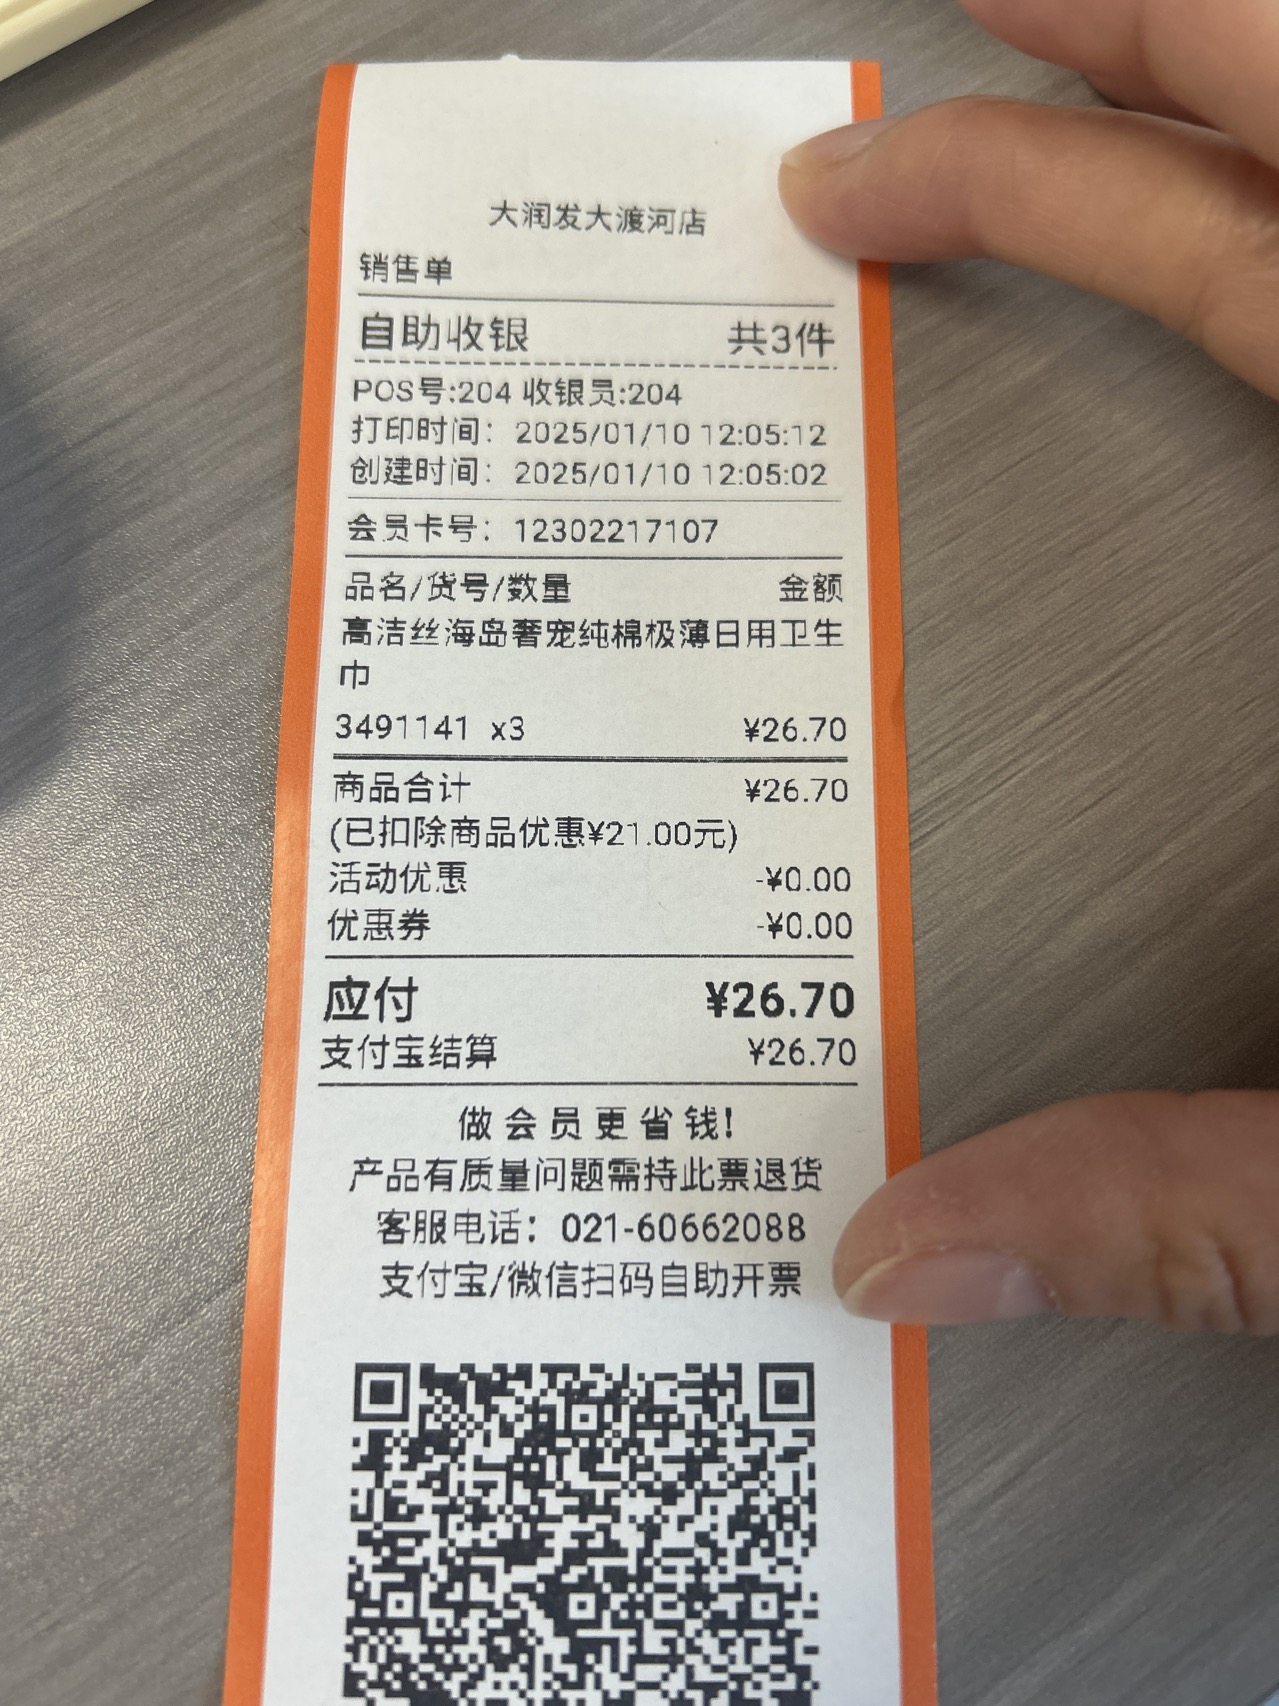 大润发大渡河店
销售单
自助收银 共3件
POS号:204 收银员:204
打印时间: 2025/01/10 12:05:12
创建时间: 2025/01/10 12:05:02
会员卡号: 12302217107
品名/货号/数量 金额
高洁丝海岛奢宠纯棉极薄日用卫生
巾
3491141 x3 ¥26.70
商品合计 ¥26.70
(已扣除商品优惠¥21.00元)
活动优惠 -¥0.00
优惠券 -¥0.00
应付 ¥26.70
支付宝结算 ¥26.70
做会员更省钱!
产品有质量问题需持此票退货
客服电话: 021-60662088
支付宝/微信扫码自助开票